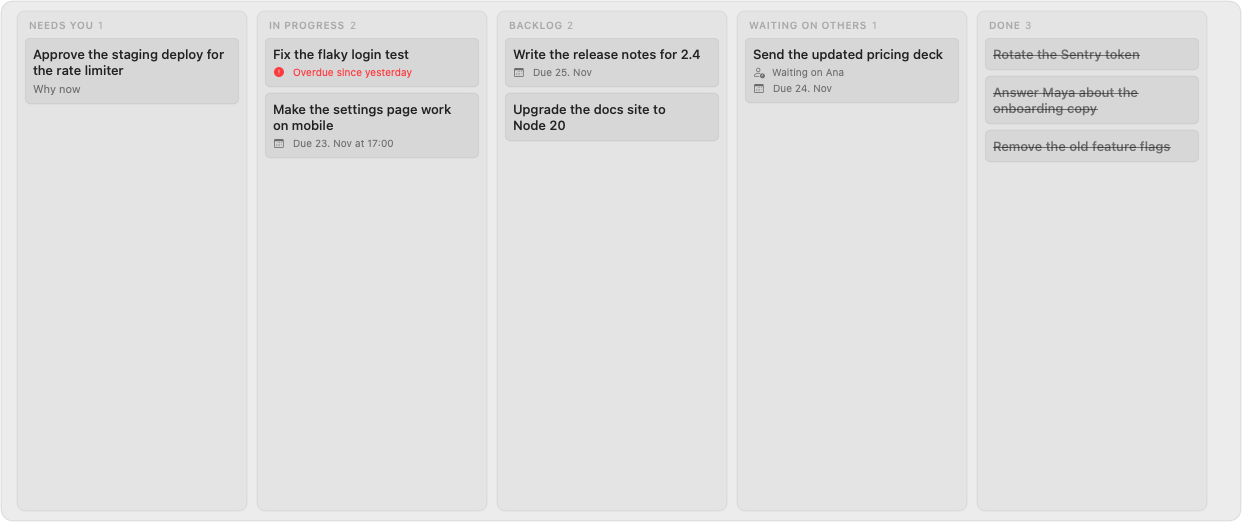 NEEDS YOU 1
Approve the staging deploy for
the rate limiter
Why now
IN PROGRESS 2
Fix the flaky login test
Overdue since yesterday
Make the settings page work
on mobile
Due 23. Nov at 17:00
BACKLOG 2
Write the release notes for 2.4
Due 25. Nov
Upgrade the docs site to
Node 20
WAITING ON OTHERS 1
Send the updated pricing deck
Waiting on Ana
Due 24. Nov
DONE 3
Rotate the Sentry token
Answer Maya about the
onboarding copy
Remove the old feature flags